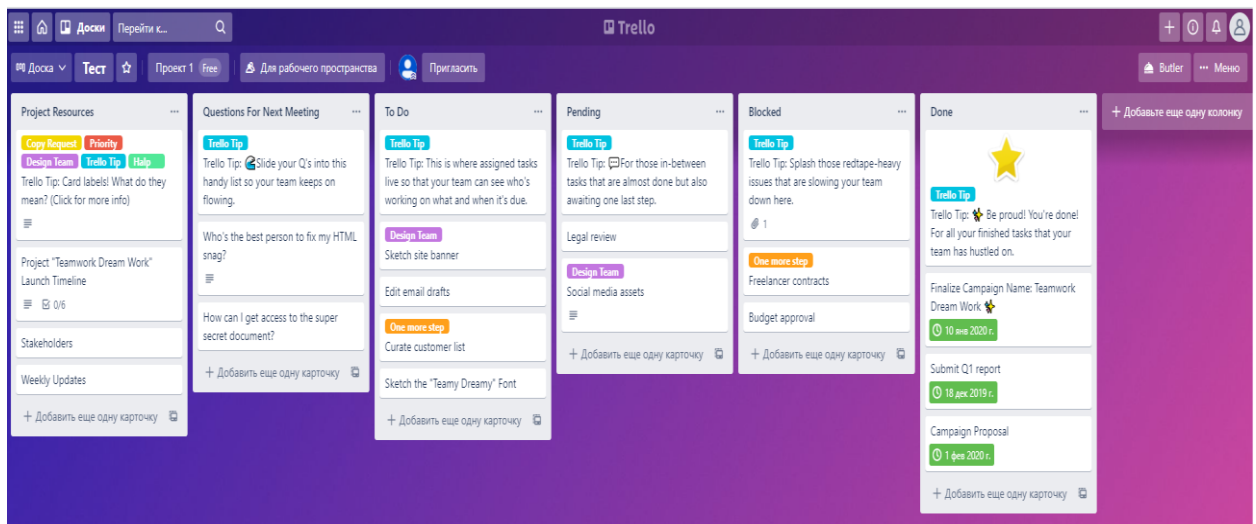 Доски
Перейти к...
Trello
Доска
Тест
Проект 1 Free
Для рабочего пространства
Пригласить
Butler
Меню
Project Resources
Copy Request Priority
Design Team Trello Tip Halp
Trello Tip: Card labels! What do they
mean? (Click for more info)
Project "Teamwork Dream Work"
Launch Timeline
0/6
Stakeholders
Weekly Updates
+ Добавить еще одну карточку
Questions For Next Meeting
Trello Tip
Trello Tip: Slide your Q's into this
handy list so your team keeps on
flowing.
Who's the best person to fix my HTML
snag?
How can I get access to the super
secret document?
+ Добавить еще одну карточку
To Do
Trello Tip
Trello Tip: This is where assigned tasks
live so that your team can see who's
working on what and when it's due.
Design Team
Sketch site banner
Edit email drafts
One more step
Curate customer list
Sketch the "Teamy Dreamy" Font
+ Добавить еще одну карточку
Pending
Trello Tip
Trello Tip: For those in-between
tasks that are almost done but also
awaiting one last step.
Legal review
Design Team
Social media assets
+ Добавить еще одну карточку
Blocked
Trello Tip
Trello Tip: Splash those redtape-heavy
issues that are slowing your team
down here.
1
One more step
Freelancer contracts
Budget approval
+ Добавить еще одну карточку
Done
Trello Tip
Trello Tip: Be proud! You're done!
For all your finished tasks that your
team has hustled on.
Finalize Campaign Name: Teamwork
Dream Work
10 янв 2020 г.
Submit Q1 report
18 дек 2019 г.
Campaign Proposal
1 фев 2020 г.
+ Добавить еще одну карточку
+ Добавьте еще одну колонку